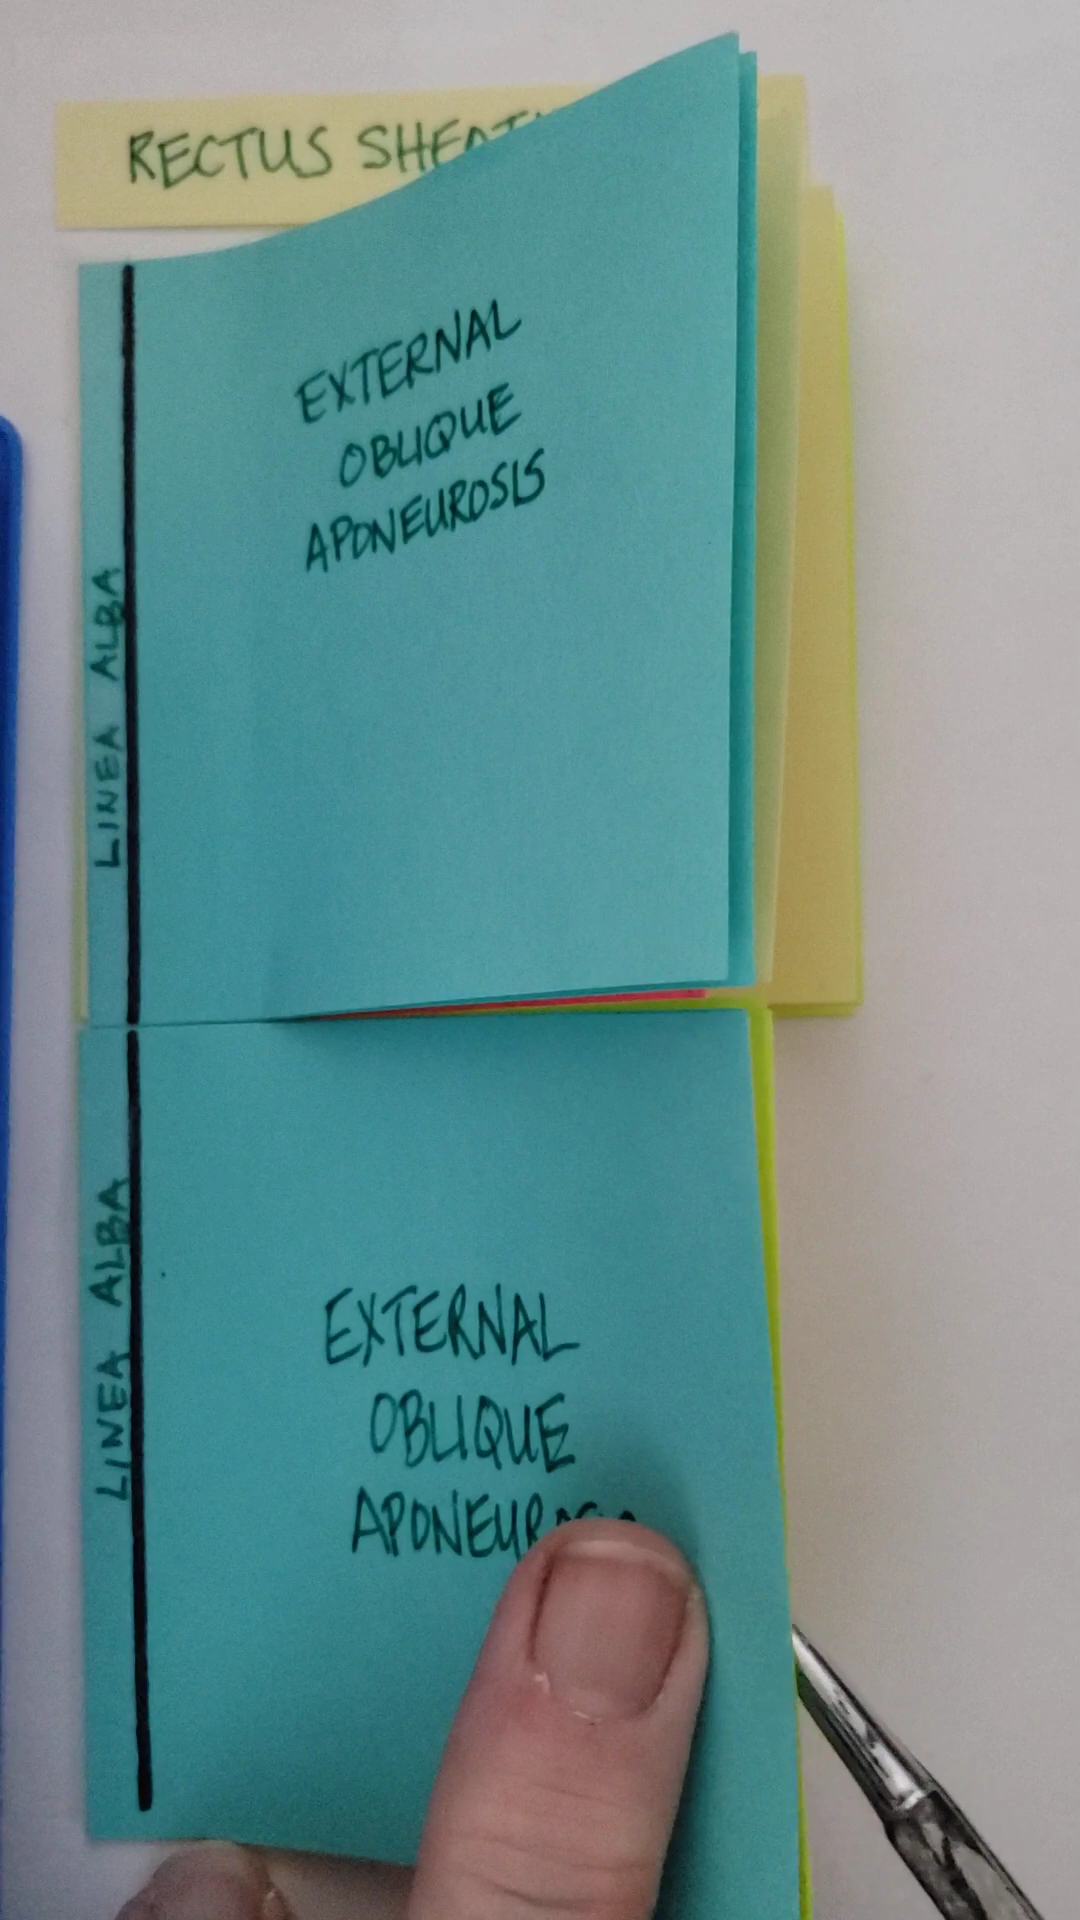 RECTUS
EXTERNAL
OBLIQUE
APONEUROSIS
LINEA ALBA
EXTERNAL
OBLIQUE
LINEA ALBA